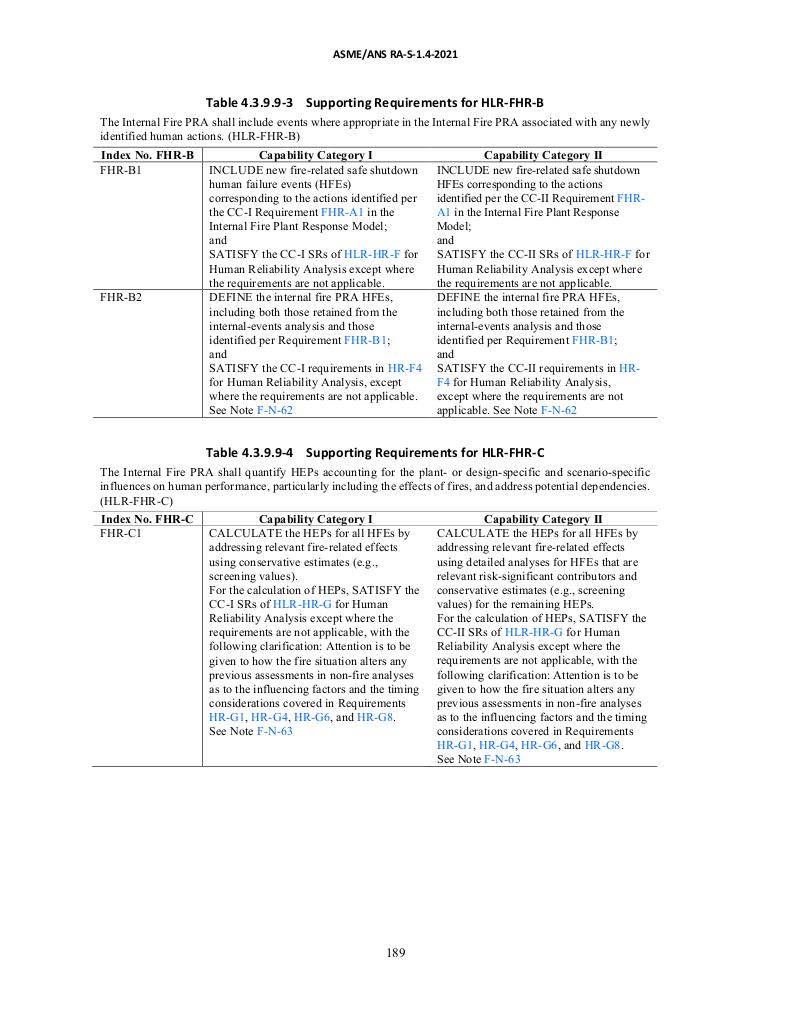 ASME/ANS RA-S-1.4-2021
Table 4.3.9.9-3 Supporting Requirements for HLR-FHR-B
The Internal Fire PRA shall include events where appropriate in the Internal Fire PRA associated with any newly
identified human actions. (HLR-FHR-B)
Index No. FHR-B
Capability Category I
Capability Category II
FHR-B1
INCLUDE new fire-related safe shutdown
human failure events (HFEs)
corresponding to the actions identified per
the CC-I Requirement FHR-A1 in the
Internal Fire Plant Response Model;
and
SATISFY the CC-I SRs of HLR-HR-F for
Human Reliability Analysis except where
the requirements are not applicable.
INCLUDE new fire-related safe shutdown
HFEs corresponding to the actions
identified per the CC-II Requirement FHR-
A1 in the Internal Fire Plant Response
Model;
and
SATISFY the CC-II SRs of HLR-HR-F for
Human Reliability Analysis except where
the requirements are not applicable.
FHR-B2
DEFINE the internal fire PRA HFEs,
including both those retained from the
internal-events analysis and those
identified per Requirement FHR-B1;
and
SATISFY the CC-I requirements in HR-F4
for Human Reliability Analysis, except
where the requirements are not applicable.
See Note F-N-62
DEFINE the internal fire PRA HFEs,
including both those retained from the
internal-events analysis and those
identified per Requirement FHR-B1;
and
SATISFY the CC-II requirements in HR-
F4 for Human Reliability Analysis,
except where the requirements are not
applicable. See Note F-N-62
Table 4.3.9.9-4 Supporting Requirements for HLR-FHR-C
The Internal Fire PRA shall quantify HEPs accounting for the plant- or design-specific and scenario-specific
influences on human performance, particularly including the effects of fires, and address potential dependencies.
(HLR-FHR-C)
Index No. FHR-C
Capability Category I
Capability Category II
FHR-C1
CALCULATE the HEPs for all HFEs by
addressing relevant fire-related effects
using conservative estimates (e.g.,
screening values).
For the calculation of HEPs, SATISFY the
CC-I SRs of HLR-HR-G for Human
Reliability Analysis except where the
requirements are not applicable, with the
following clarification: Attention is to be
given to how the fire situation alters any
previous assessments in non-fire analyses
as to the influencing factors and the timing
considerations covered in Requirements
HR-G1, HR-G4, HR-G6, and HR-G8.
See Note F-N-63
CALCULATE the HEPs for all HFEs by
addressing relevant fire-related effects
using detailed analyses for HFEs that are
relevant risk-significant contributors and
conservative estimates (e.g., screening
values) for the remaining HEPs.
For the calculation of HEPs, SATISFY the
CC-II SRs of HLR-HR-G for Human
Reliability Analysis except where the
requirements are not applicable, with the
following clarification: Attention is to be
given to how the fire situation alters any
previous assessments in non-fire analyses
as to the influencing factors and the timing
considerations covered in Requirements
HR-G1, HR-G4, HR-G6, and HR-G8.
See Note F-N-63
189